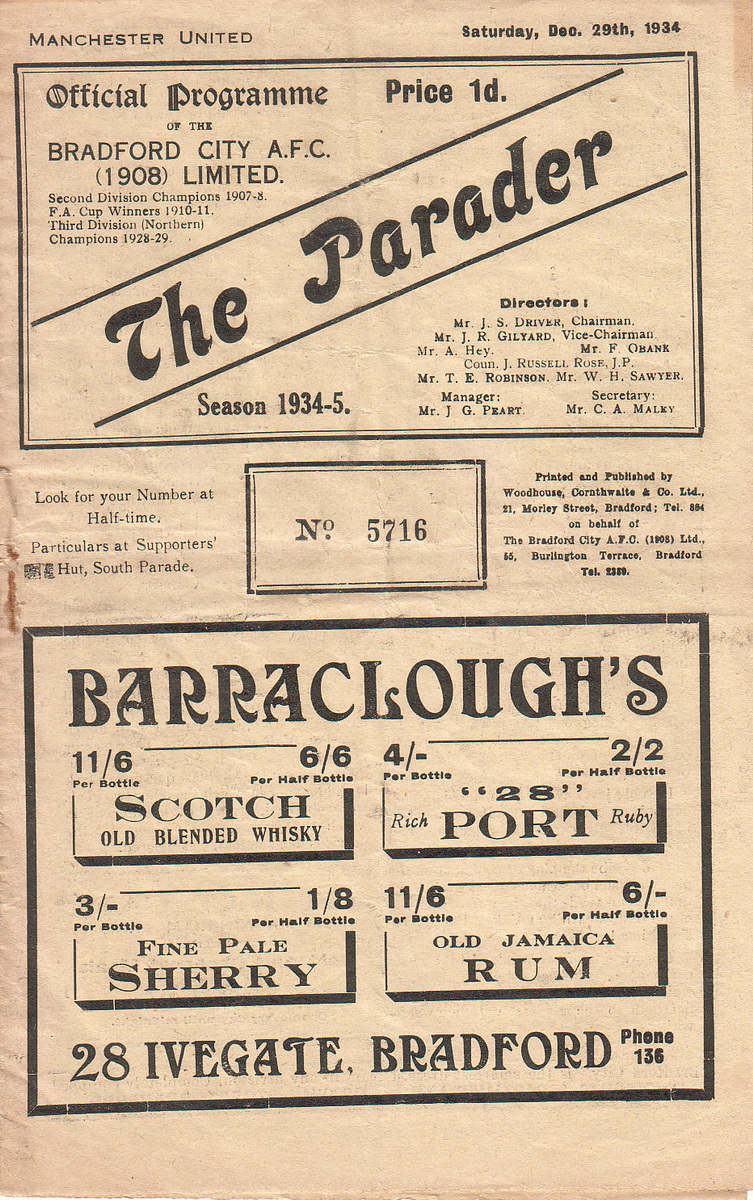 MANCHESTER UNITED
Saturday, Dec. 29th, 1934
Official Programme
Price 1d.
OF THE
BRADFORD CITY A.F.C.
(1908) LIMITED.
Second Division Champions 1907-8.
F.A. Cup Winners 1910-11.
Third Division (Northern)
Champions 1928-29.
The Parader
Directors:
Mr. J. S. DRIVER, Chairman.
Mr. J. R. GILYARD, Vice-Chairman
Mr. A. Hey. Mr. F. OBANK
Coun. J. RUSSELL ROSE, J.P.
Mr. T. E. ROBINSON. Mr. W. H. SAWYER.
Manager: Secretary:
Mr. J G. PEART. Mr. C. A. MALKY
Season 1934-5.
Look for your Number at
Half-time.
Particulars at Supporters'
Hut, South Parade.
No 5716
Printed and Published by
Woodhouse, Cornthwaite & Co. Ltd.,
21, Morley Street, Bradford; Tel. 864
on behalf of
The Bradford City A.F.C. (1908) Ltd.,
55, Burlington Terrace, Bradford
Tel. 2350.
BARRACLOUGH'S
11/6 6/6
Per Bottle Per Half Bottle
SCOTCH
OLD BLENDED WHISKY
4/- 2/2
Per Bottle Per Half Bottle
"28"
Rich PORT Ruby
3/- 1/8
Per Bottle Per Half Bottle
FINE PALE
SHERRY
11/6 6/-
Per Bottle Per Half Bottle
OLD JAMAICA
RUM
28 IVEGATE, BRADFORD Phone 136